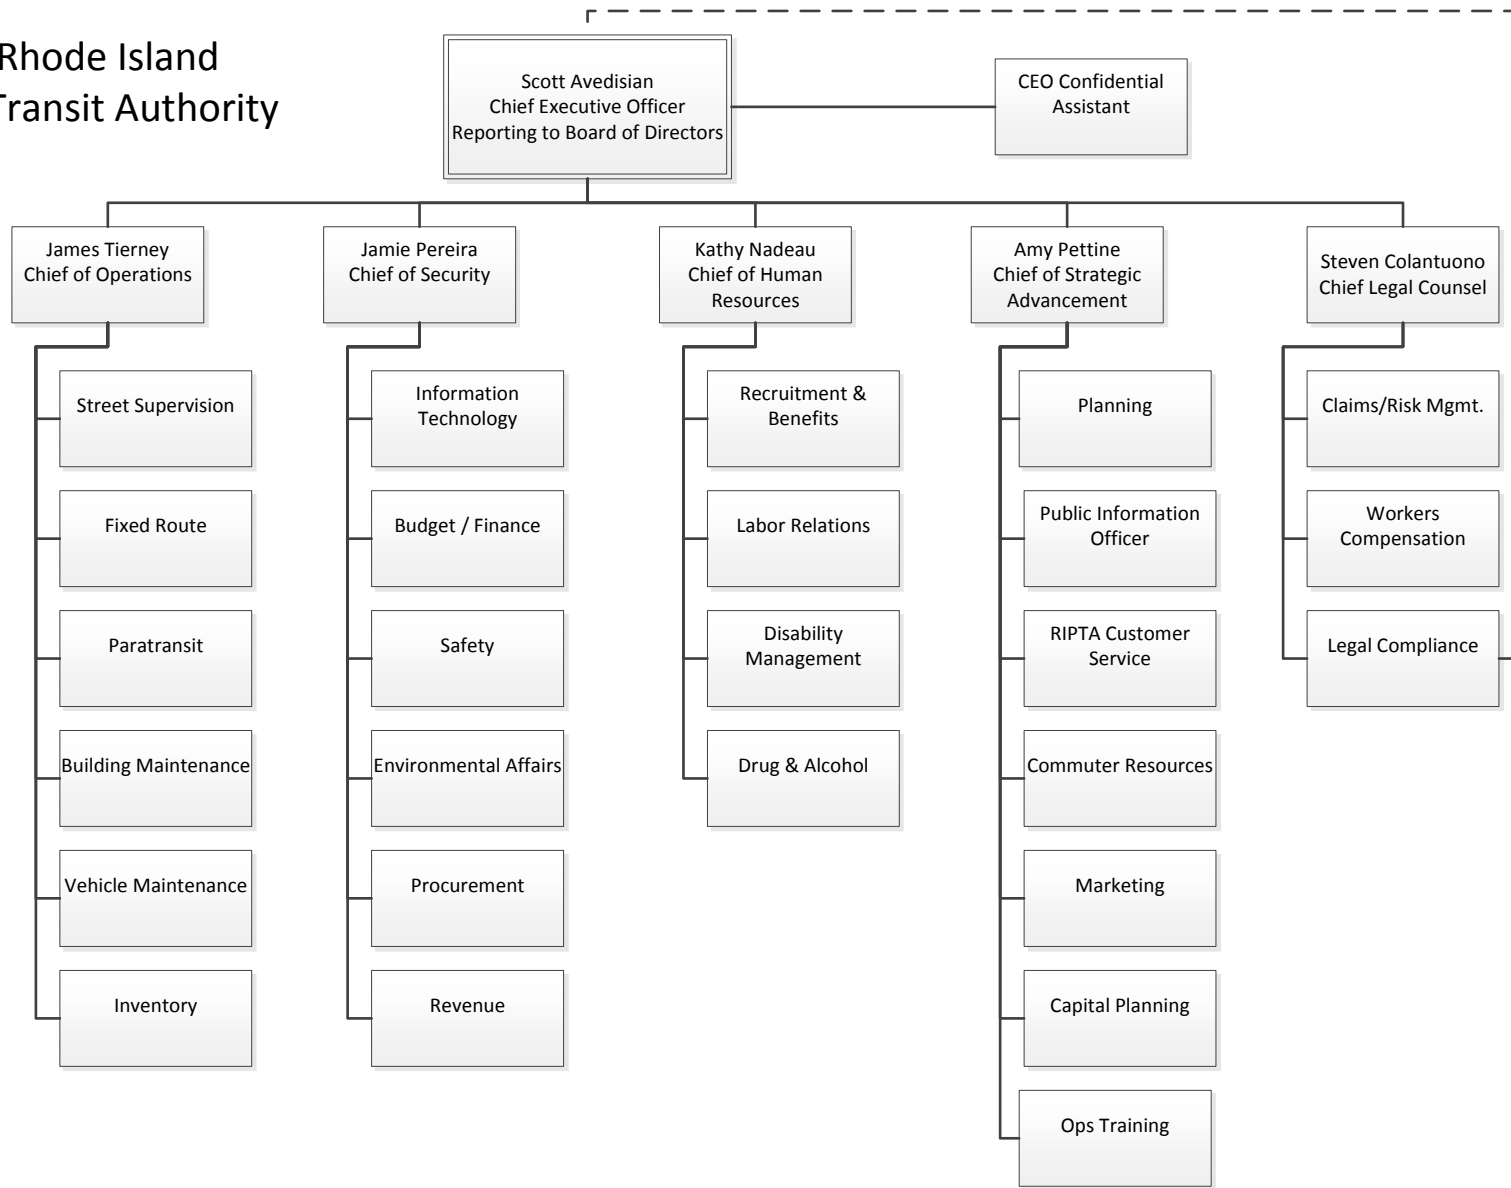 Rhode Island
Transit Authority
Scott Avedisian
Chief Executive Officer
Reporting to Board of Directors
CEO Confidential
Assistant
James Tierney
Chief of Operations
Jamie Pereira
Chief of Security
Kathy Nadeau
Chief of Human
Resources
Amy Pettine
Chief of Strategic
Advancement
Steven Colantuono
Chief Legal Counsel
Street Supervision
Fixed Route
Paratransit
Building Maintenance
Vehicle Maintenance
Inventory
Information
Technology
Budget / Finance
Safety
Environmental Affairs
Procurement
Revenue
Recruitment &
Benefits
Labor Relations
Disability
Management
Drug & Alcohol
Planning
Public Information
Officer
RIPTA Customer
Service
Commuter Resources
Marketing
Capital Planning
Ops Training
Claims/Risk Mgmt.
Workers
Compensation
Legal Compliance